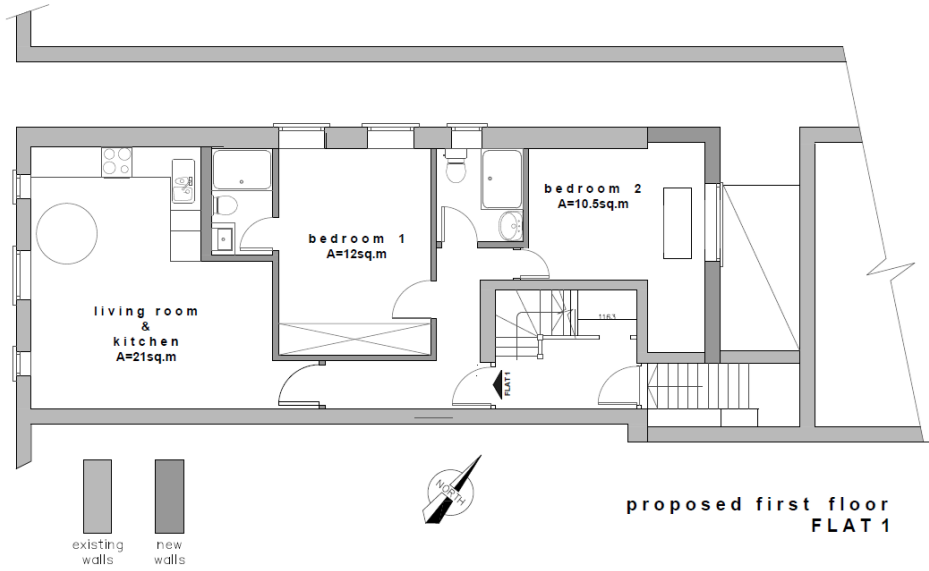 bedroom 2
A=10.5sq.m
bedroom 1
A=12sq.m
living room
&
kitchen
A=21sq.m
1163
FLAT 1
NORTH
existing
walls
new
walls
proposed first floor
FLAT 1